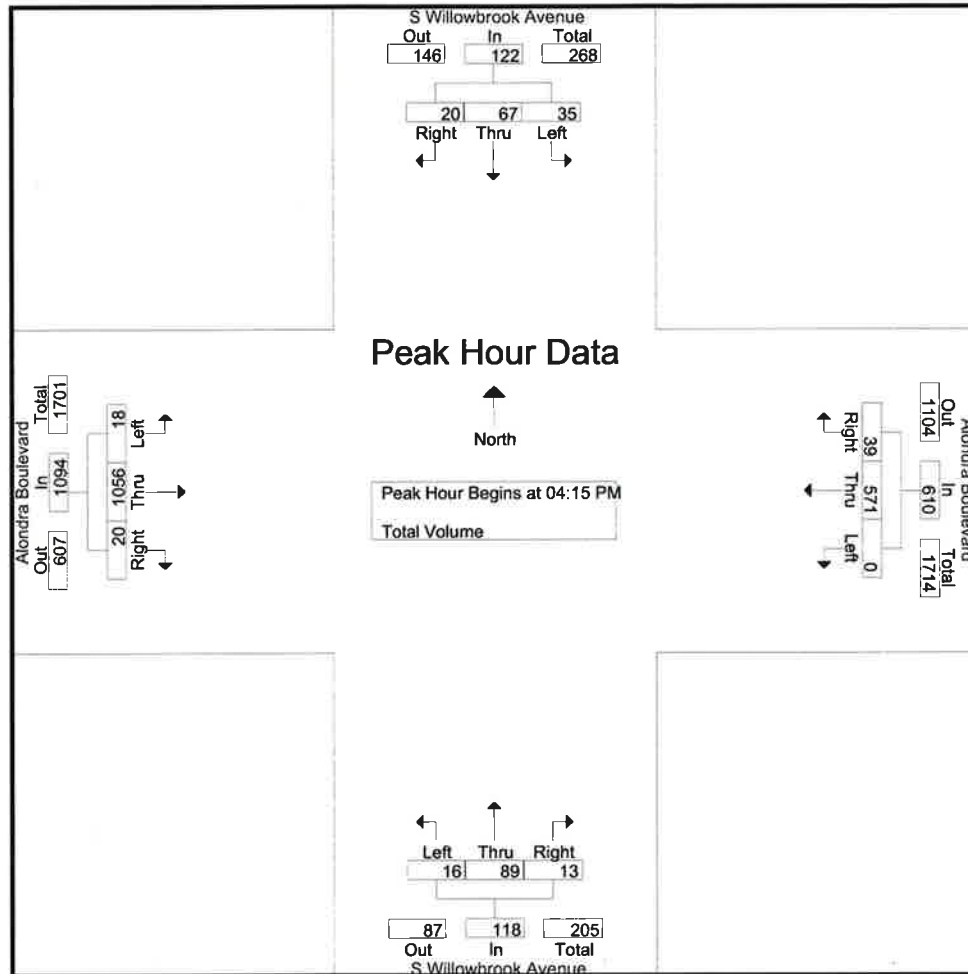 S Willowbrook Avenue
Out In Total
146 122 268
20 67 35
Right Thru Left
Peak Hour Data
North
Peak Hour Begins at 04:15 PM
Total Volume
Alondra Boulevard
Out In Total
607 1094 1701
18 1056 20
Left Thru Right
Alondra Boulevard
Out In Total
1104 610 1714
39 571 0
Right Thru Left
Left Thru Right
16 89 13
87 118 205
Out In Total
S Willowbrook Avenue